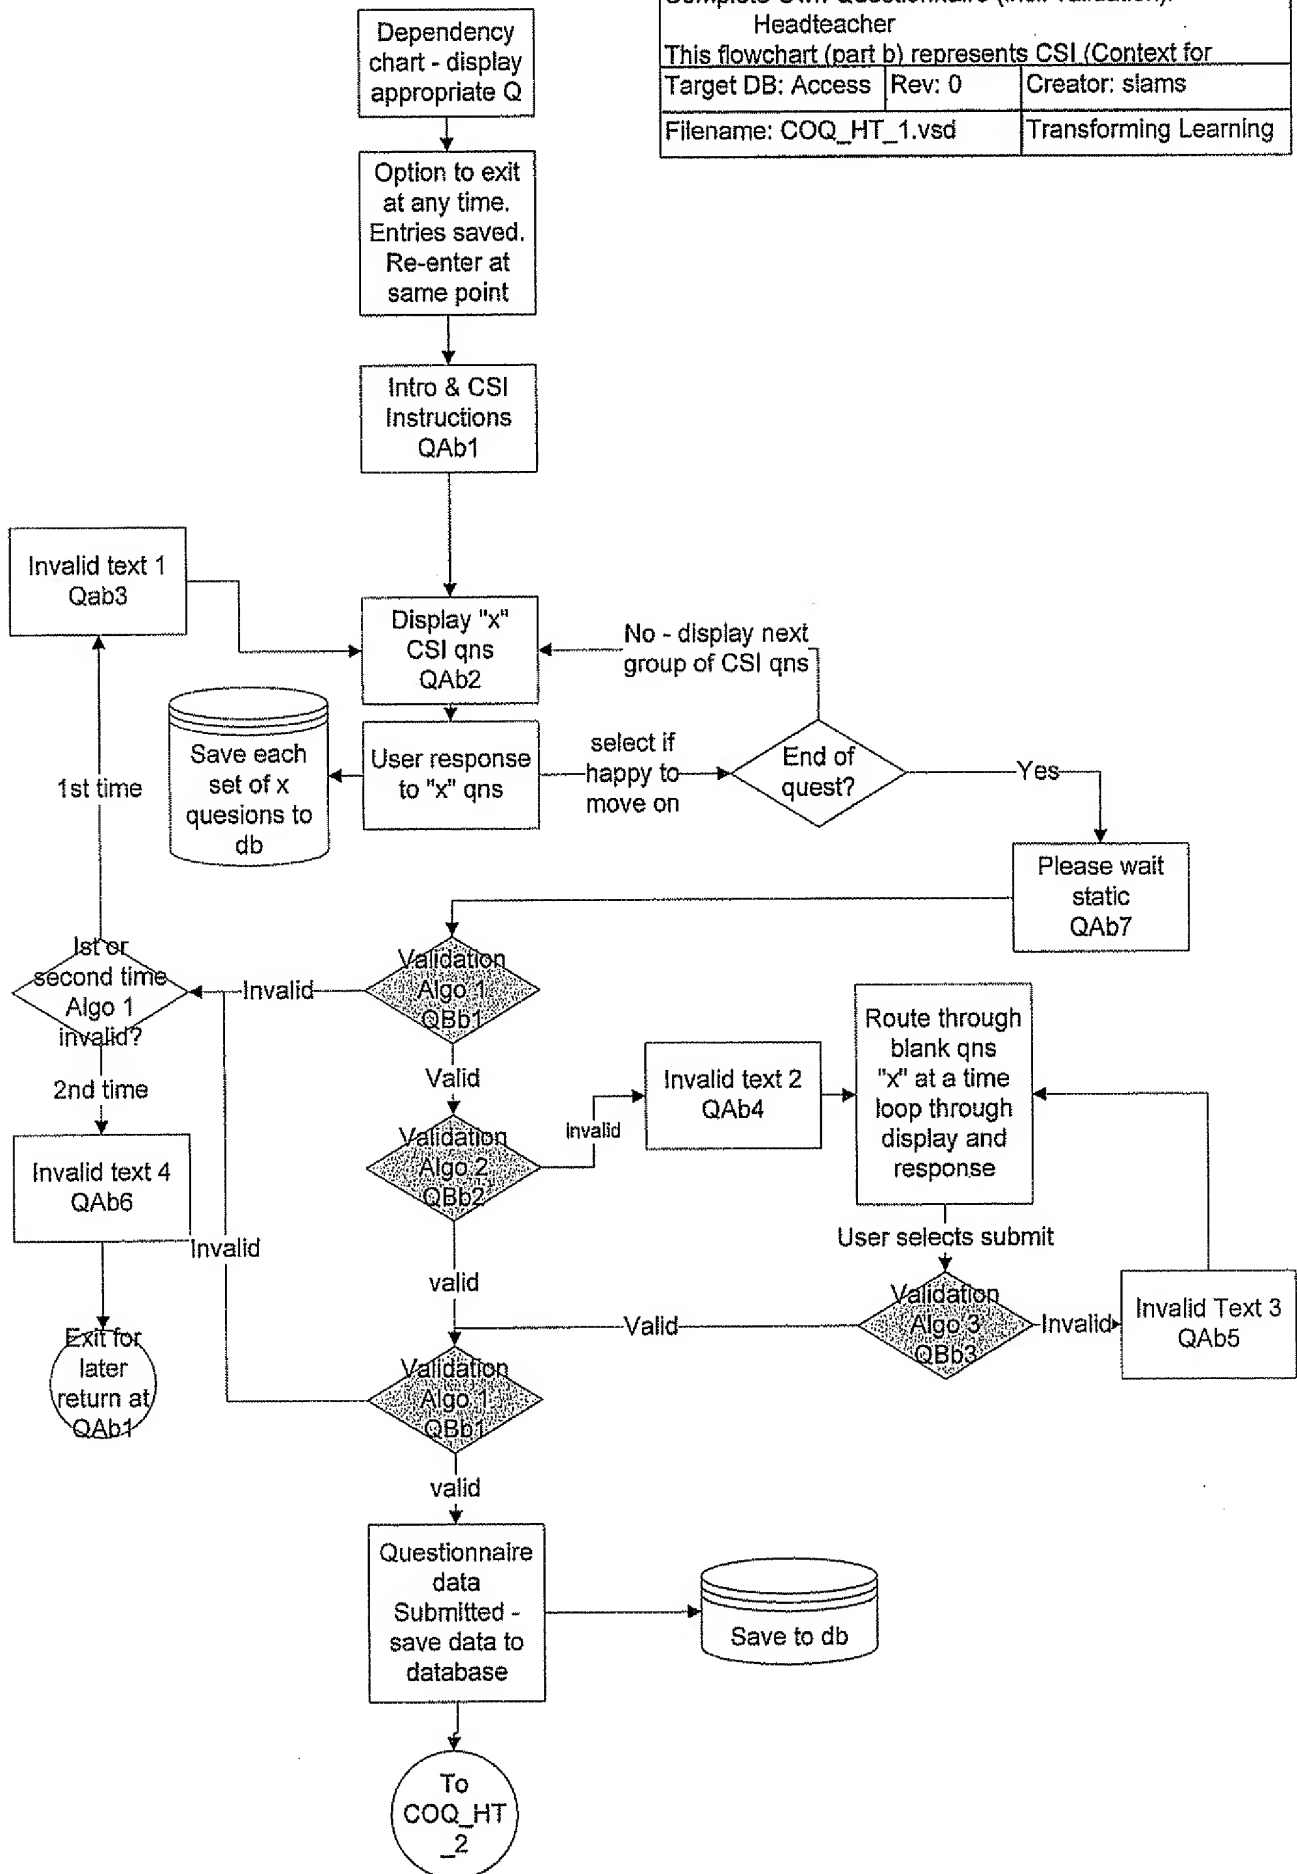 Headteacher
This flowchart (part b) represents CSI (Context for
Target DB: Access
Rev: 0
Creator: slams
Filename: COQ_HT_1.vsd
Transforming Learning
Dependency
chart - display
appropriate Q
Option to exit
at any time.
Entries saved.
Re-enter at
same point
Intro & CSI
Instructions
QAb1
Invalid text 1
Qab3
Display "x"
CSI qns
QAb2
No - display next
group of CSI qns
Save each
set of x
quesions to
db
User response
to "x" qns
select if
happy to
move on
End of
quest?
Yes
1st time
Please wait
static
QAb7
Ist or
second time
Algo 1
invalid?
Invalid
Validation
Algo 1
QBb1
Valid
2nd time
Invalid text 4
QAb6
Validation
Algo 2
QBb2
invalid
Invalid text 2
QAb4
Route through
blank qns
"x" at a time
loop through
display and
response
User selects submit
Invalid
valid
Valid
Validation
Algo 3
QBb3
Invalid
Invalid Text 3
QAb5
Exit for
later
return at
QAb1
Validation
Algo 1
QBb1
valid
Questionnaire
data
Submitted -
save data to
database
Save to db
To
COQ_HT
_2